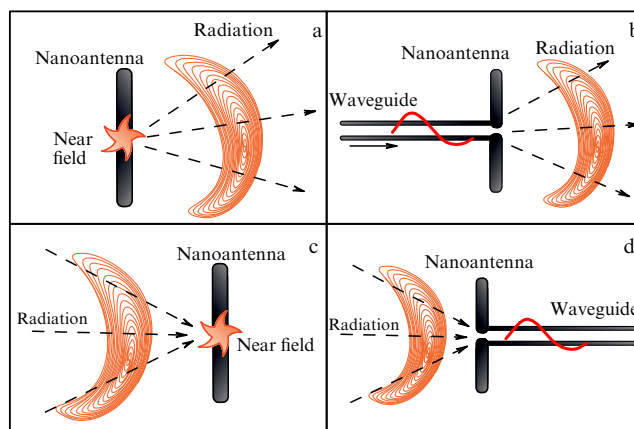 a
Radiation
Nanoantenna
Near
field
b
Nanoantenna
Radiation
Waveguide
c
Nanoantenna
Radiation
Near field
d
Nanoantenna
Waveguide
Radiation